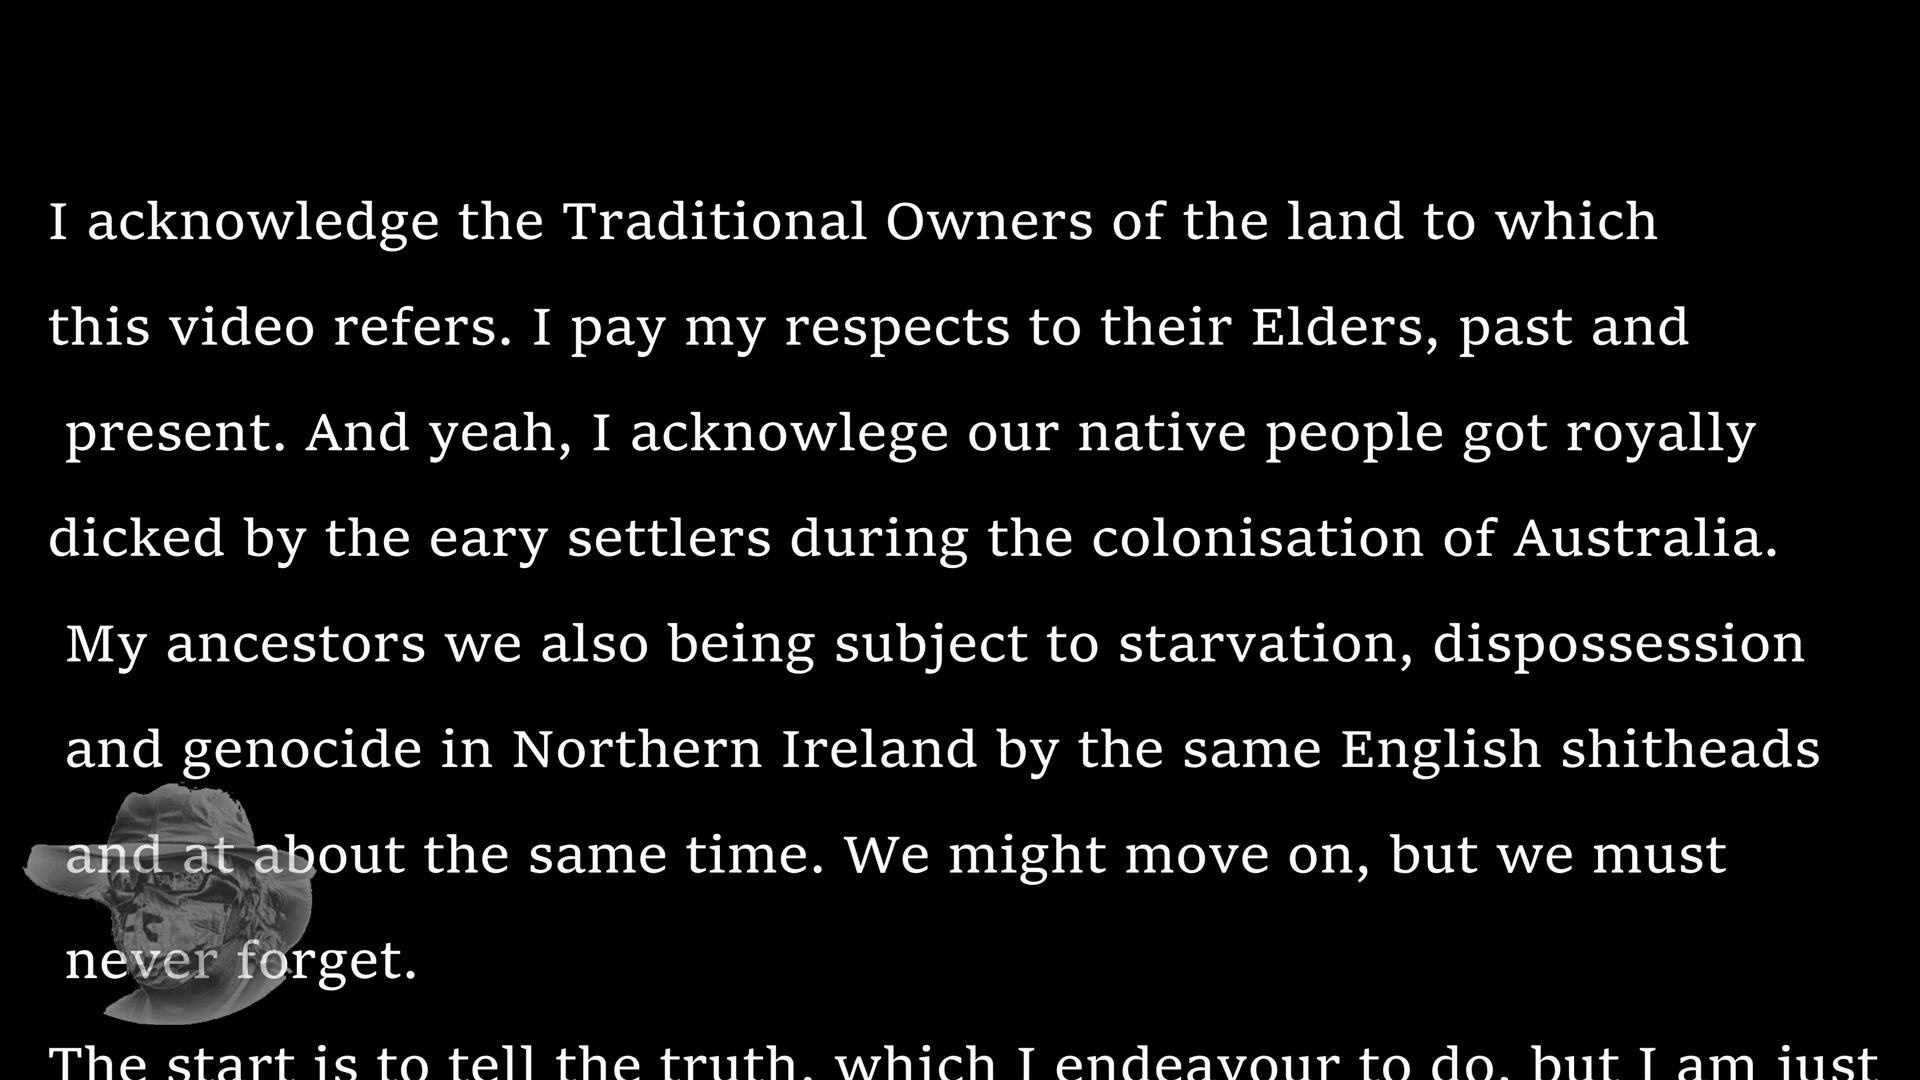 I acknowledge the Traditional Owners of the land to which
this video refers. I pay my respects to their Elders, past and
present. And yeah, I acknowlege our native people got royally
dicked by the eary settlers during the colonisation of Australia.
My ancestors we also being subject to starvation, dispossession
and genocide in Northern Ireland by the same English shitheads
and at about the same time. We might move on, but we must
never forget.
The start is to tell the truth, which I endeavour to do, but I am just